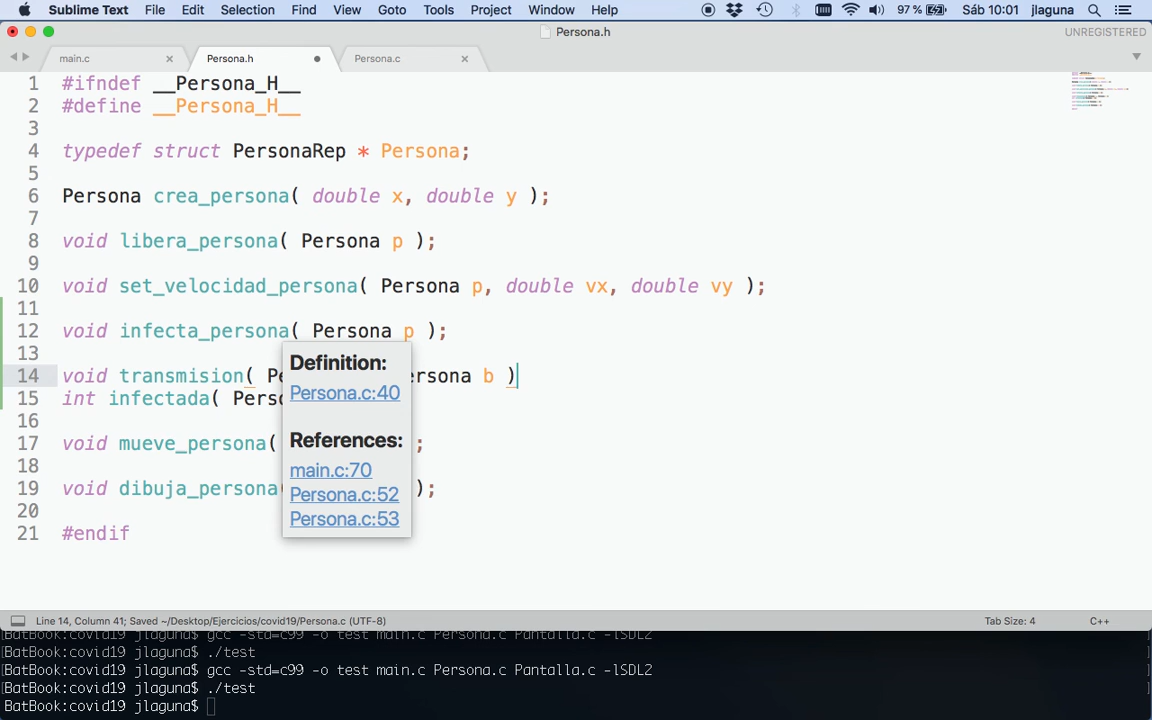 Sublime Text File Edit Selection Find View Goto Tools Project Window Help 97 % Sáb 10:01 jlaguna
Persona.h UNREGISTERED
main.c Persona.h Persona.c
1 #ifndef __Persona_H__
2 #define __Persona_H__
3
4 typedef struct PersonaRep * Persona;
5
6 Persona crea_persona( double x, double y );
7
8 void libera_persona( Persona p );
9
10 void set_velocidad_persona( Persona p, double vx, double vy );
11
12 void infecta_persona( Persona p );
13
14 void transmision( Pe ersona b )
15 int infectada( Perso
16
17 void mueve_persona( ;
18
19 void dibuja_persona );
20
21 #endif
Definition:
Persona.c:40
References:
main.c:70
Persona.c:52
Persona.c:53
Line 14, Column 41; Saved ~/Desktop/Ejercicios/covid19/Persona.c (UTF-8) Tab Size: 4 C++
[BatBook:covid19 jlaguna$ gcc -std=c99 -o test main.c Persona.c Pantalla.c -lSDL2
[BatBook:covid19 jlaguna$ ./test ]
[BatBook:covid19 jlaguna$ gcc -std=c99 -o test main.c Persona.c Pantalla.c -lSDL2 ]
[BatBook:covid19 jlaguna$ ./test ]
BatBook:covid19 jlaguna$